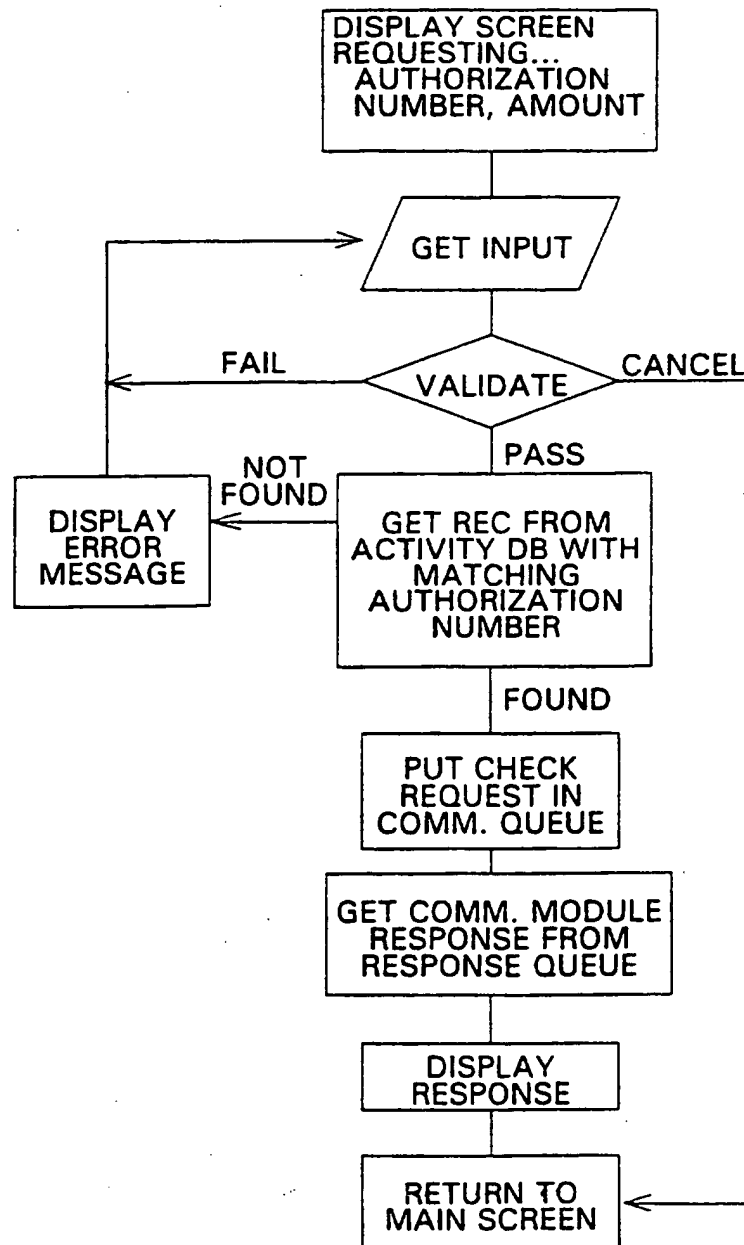 DISPLAY SCREEN
REQUESTING...
AUTHORIZATION
NUMBER, AMOUNT
GET INPUT
FAIL
VALIDATE
CANCEL
PASS
NOT
FOUND
DISPLAY
ERROR
MESSAGE
GET REC FROM
ACTIVITY DB WITH
MATCHING
AUTHORIZATION
NUMBER
FOUND
PUT CHECK
REQUEST IN
COMM. QUEUE
GET COMM. MODULE
RESPONSE FROM
RESPONSE QUEUE
DISPLAY
RESPONSE
RETURN TO
MAIN SCREEN